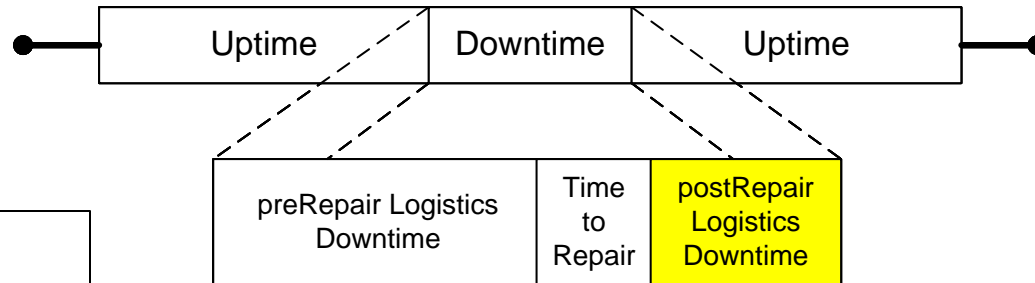 Uptime Downtime Uptime
preRepair Logistics
Downtime
Time
to
Repair
postRepair
Logistics
Downtime